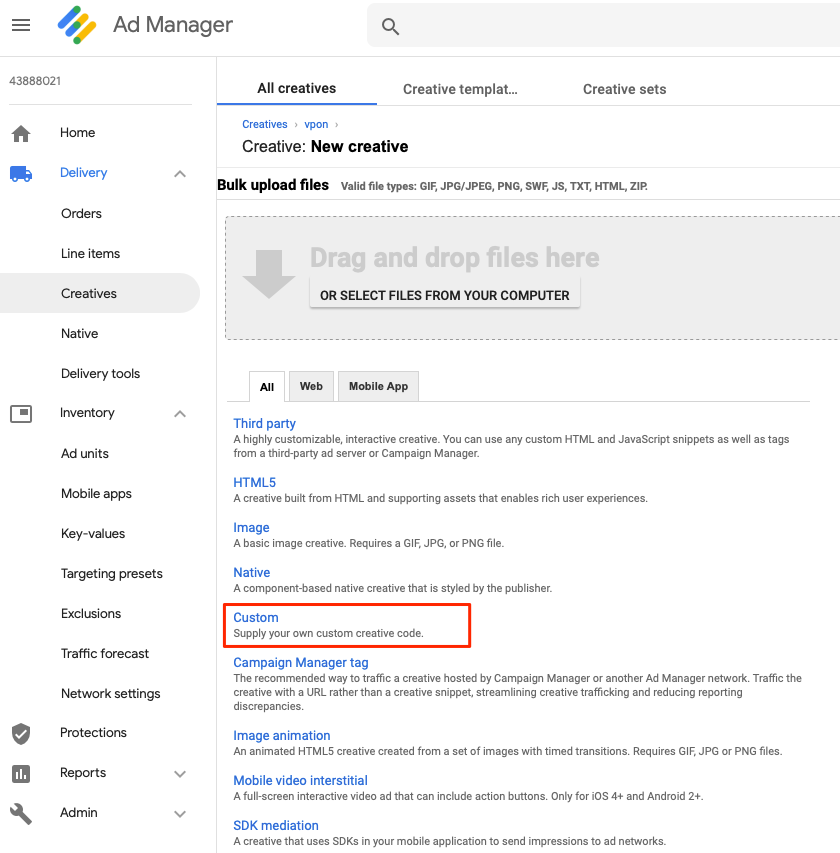 Ad Manager
43888021
Home
Delivery
Orders
Line items
Creatives
Native
Delivery tools
Inventory
Ad units
Mobile apps
Key-values
Targeting presets
Exclusions
Traffic forecast
Network settings
Protections
Reports
Admin
All creatives
Creative templat...
Creative sets
Creatives › vpon ›
Creative: New creative
Bulk upload files Valid file types: GIF, JPG/JPEG, PNG, SWF, JS, TXT, HTML, ZIP.
Drag and drop files here
OR SELECT FILES FROM YOUR COMPUTER
All
Web
Mobile App
Third party
A highly customizable, interactive creative. You can use any custom HTML and JavaScript snippets as well as tags
from a third-party ad server or Campaign Manager.
HTML5
A creative built from HTML and supporting assets that enables rich user experiences.
Image
A basic image creative. Requires a GIF, JPG, or PNG file.
Native
A component-based native creative that is styled by the publisher.
Custom
Supply your own custom creative code.
Campaign Manager tag
The recommended way to traffic a creative hosted by Campaign Manager or another Ad Manager network. Traffic the
creative with a URL rather than a creative snippet, streamlining creative trafficking and reducing reporting
discrepancies.
Image animation
An animated HTML5 creative created from a set of images with timed transitions. Requires GIF, JPG or PNG files.
Mobile video interstitial
A full-screen interactive video ad that can include action buttons. Only for iOS 4+ and Android 2+.
SDK mediation
A creative that uses SDKs in your mobile application to send impressions to ad networks.